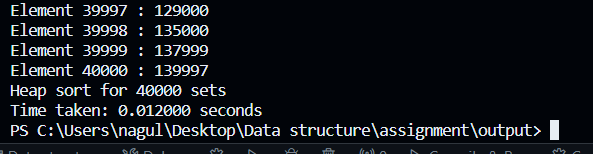 Element 39997 : 129000
Element 39998 : 135000
Element 39999 : 137999
Element 40000 : 139997
Heap sort for 40000 sets
Time taken: 0.012000 seconds
PS C:\Users\nagul\Desktop\Data structure\assignment\output>